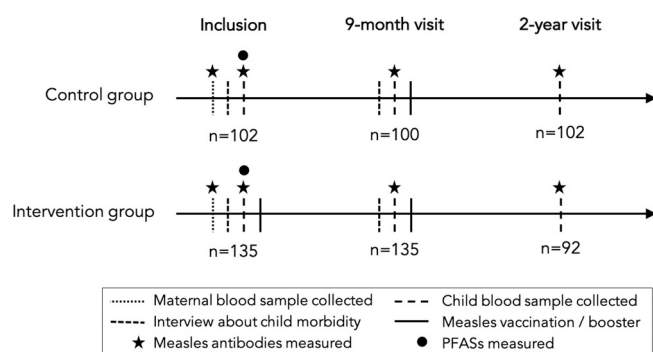 Inclusion 9-month visit 2-year visit
Control group
n=102 n=100 n=102
Intervention group
n=135 n=135 n=92
Maternal blood sample collected Child blood sample collected
Interview about child morbidity Measles vaccination / booster
Measles antibodies measured PFASs measured